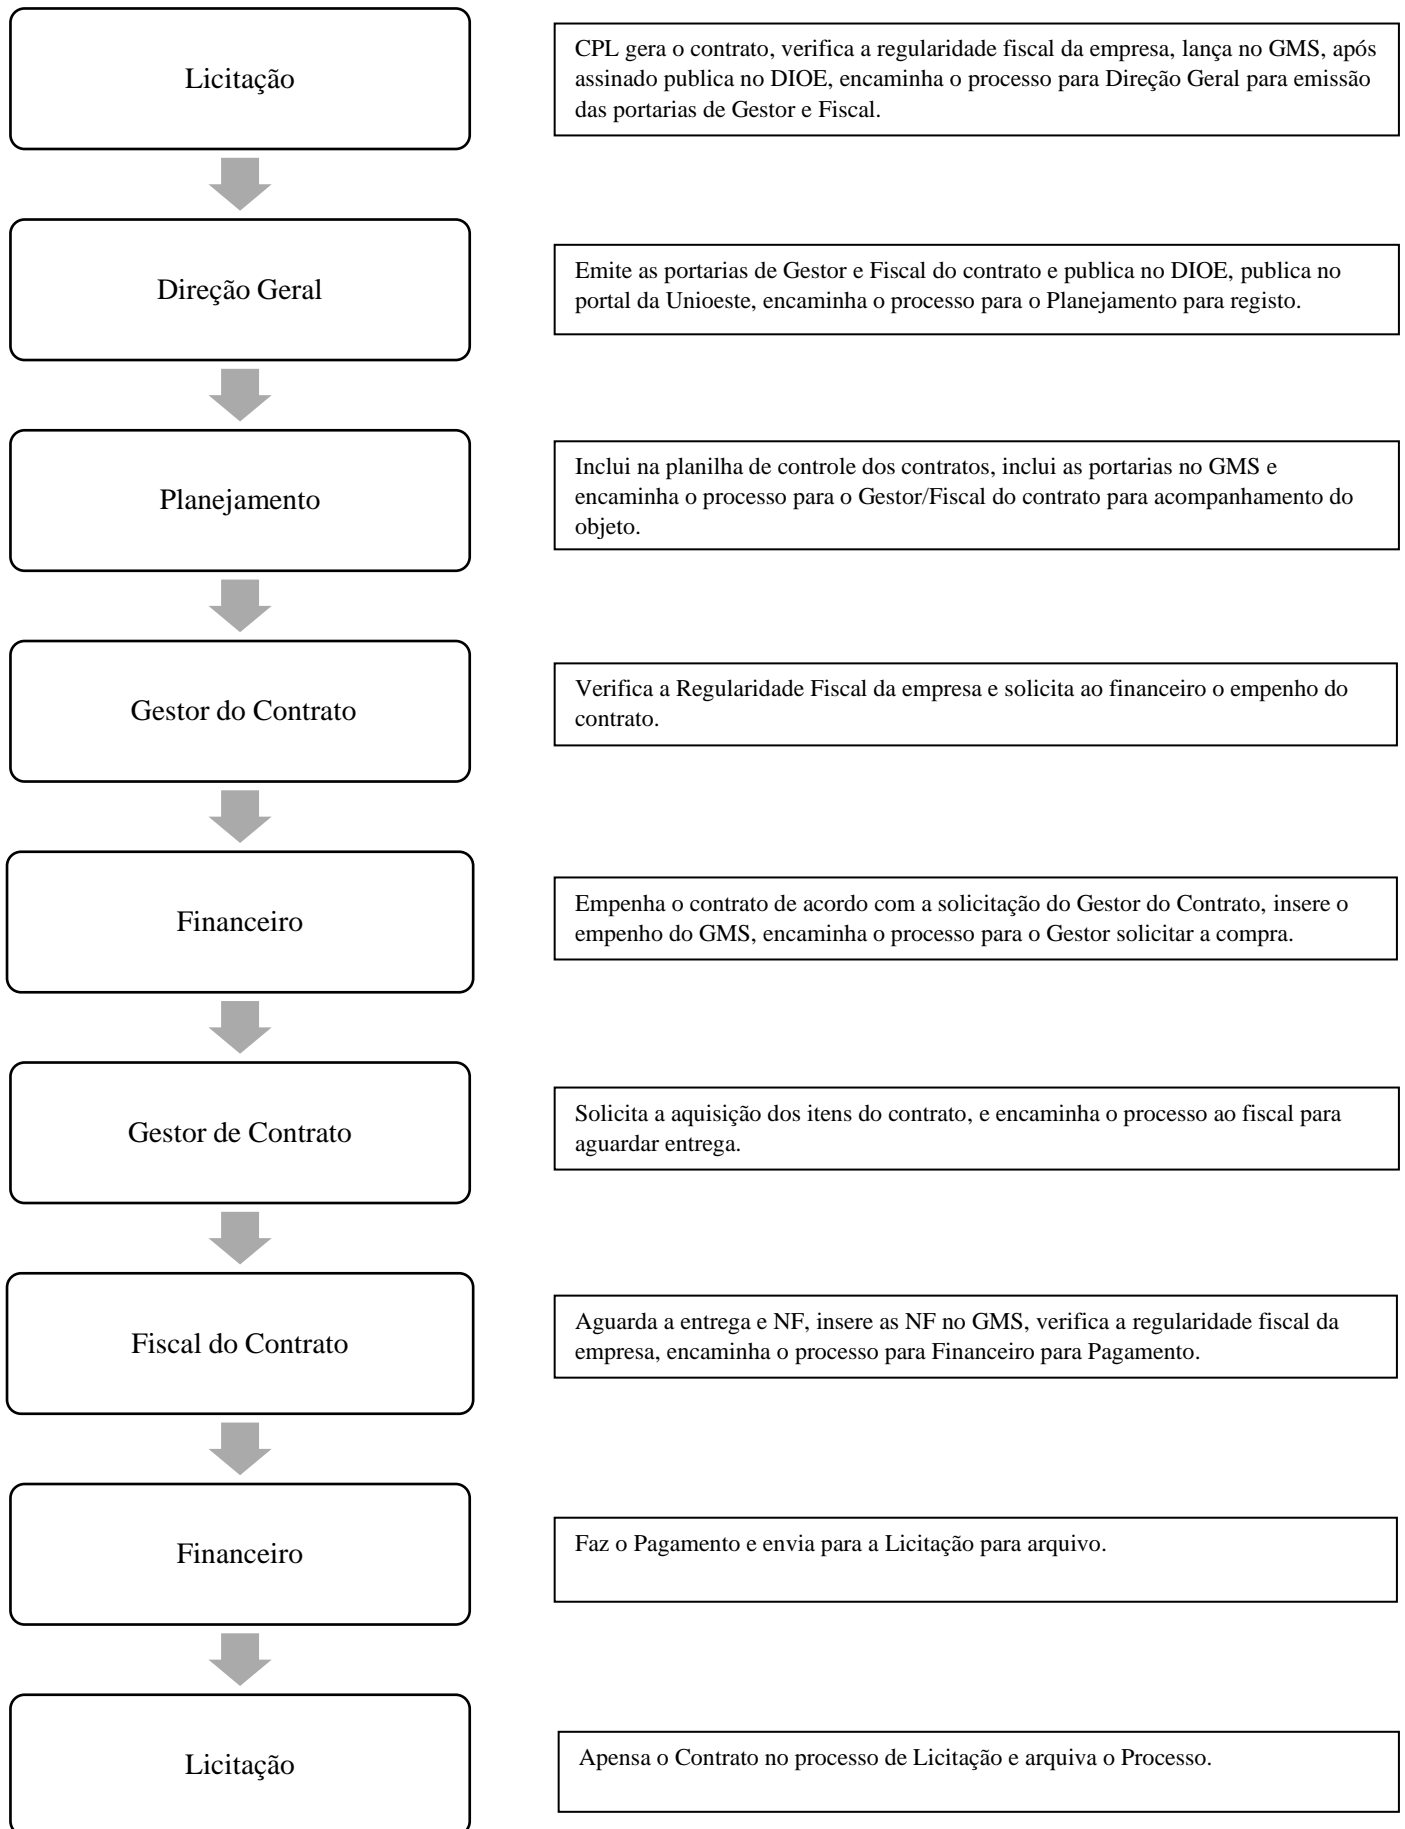 Licitação
CPL gera o contrato, verifica a regularidade fiscal da empresa, lança no GMS, após
assinado publica no DIOE, encaminha o processo para Direção Geral para emissão
das portarias de Gestor e Fiscal.
Direção Geral
Emite as portarias de Gestor e Fiscal do contrato e publica no DIOE, publica no
portal da Unioeste, encaminha o processo para o Planejamento para registo.
Planejamento
Inclui na planilha de controle dos contratos, inclui as portarias no GMS e
encaminha o processo para o Gestor/Fiscal do contrato para acompanhamento do
objeto.
Gestor do Contrato
Verifica a Regularidade Fiscal da empresa e solicita ao financeiro o empenho do
contrato.
Financeiro
Empenha o contrato de acordo com a solicitação do Gestor do Contrato, insere o
empenho do GMS, encaminha o processo para o Gestor solicitar a compra.
Gestor de Contrato
Solicita a aquisição dos itens do contrato, e encaminha o processo ao fiscal para
aguardar entrega.
Fiscal do Contrato
Aguarda a entrega e NF, insere as NF no GMS, verifica a regularidade fiscal da
empresa, encaminha o processo para Financeiro para Pagamento.
Financeiro
Faz o Pagamento e envia para a Licitação para arquivo.
Licitação
Apensa o Contrato no processo de Licitação e arquiva o Processo.